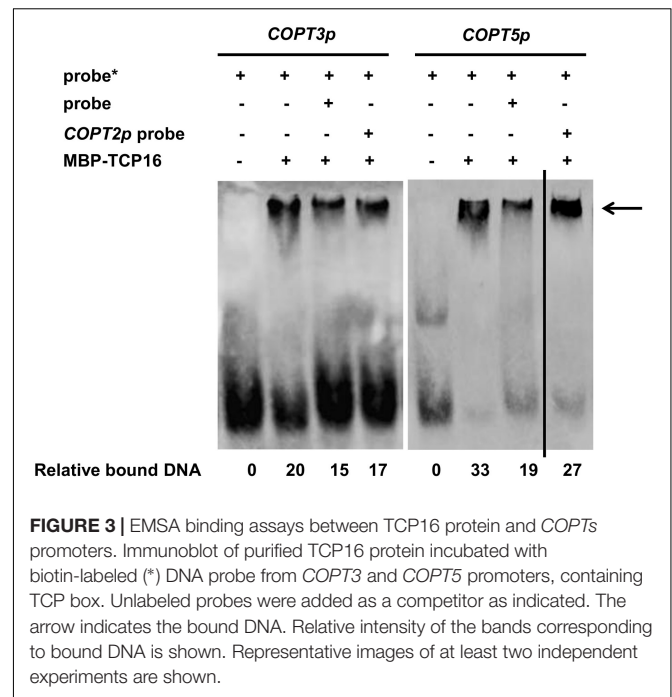 COPT3p COPT5p
probe* + + + + + + + +
probe - - + - - - + -
COPT2p probe - - - + - - - +
MBP-TCP16 - + + + - + + +
Relative bound DNA 0 20 15 17 0 33 19 27
FIGURE 3 | EMSA binding assays between TCP16 protein and COPTs
promoters. Immunoblot of purified TCP16 protein incubated with
biotin-labeled (*) DNA probe from COPT3 and COPT5 promoters, containing
TCP box. Unlabeled probes were added as a competitor as indicated. The
arrow indicates the bound DNA. Relative intensity of the bands corresponding
to bound DNA is shown. Representative images of at least two independent
experiments are shown.